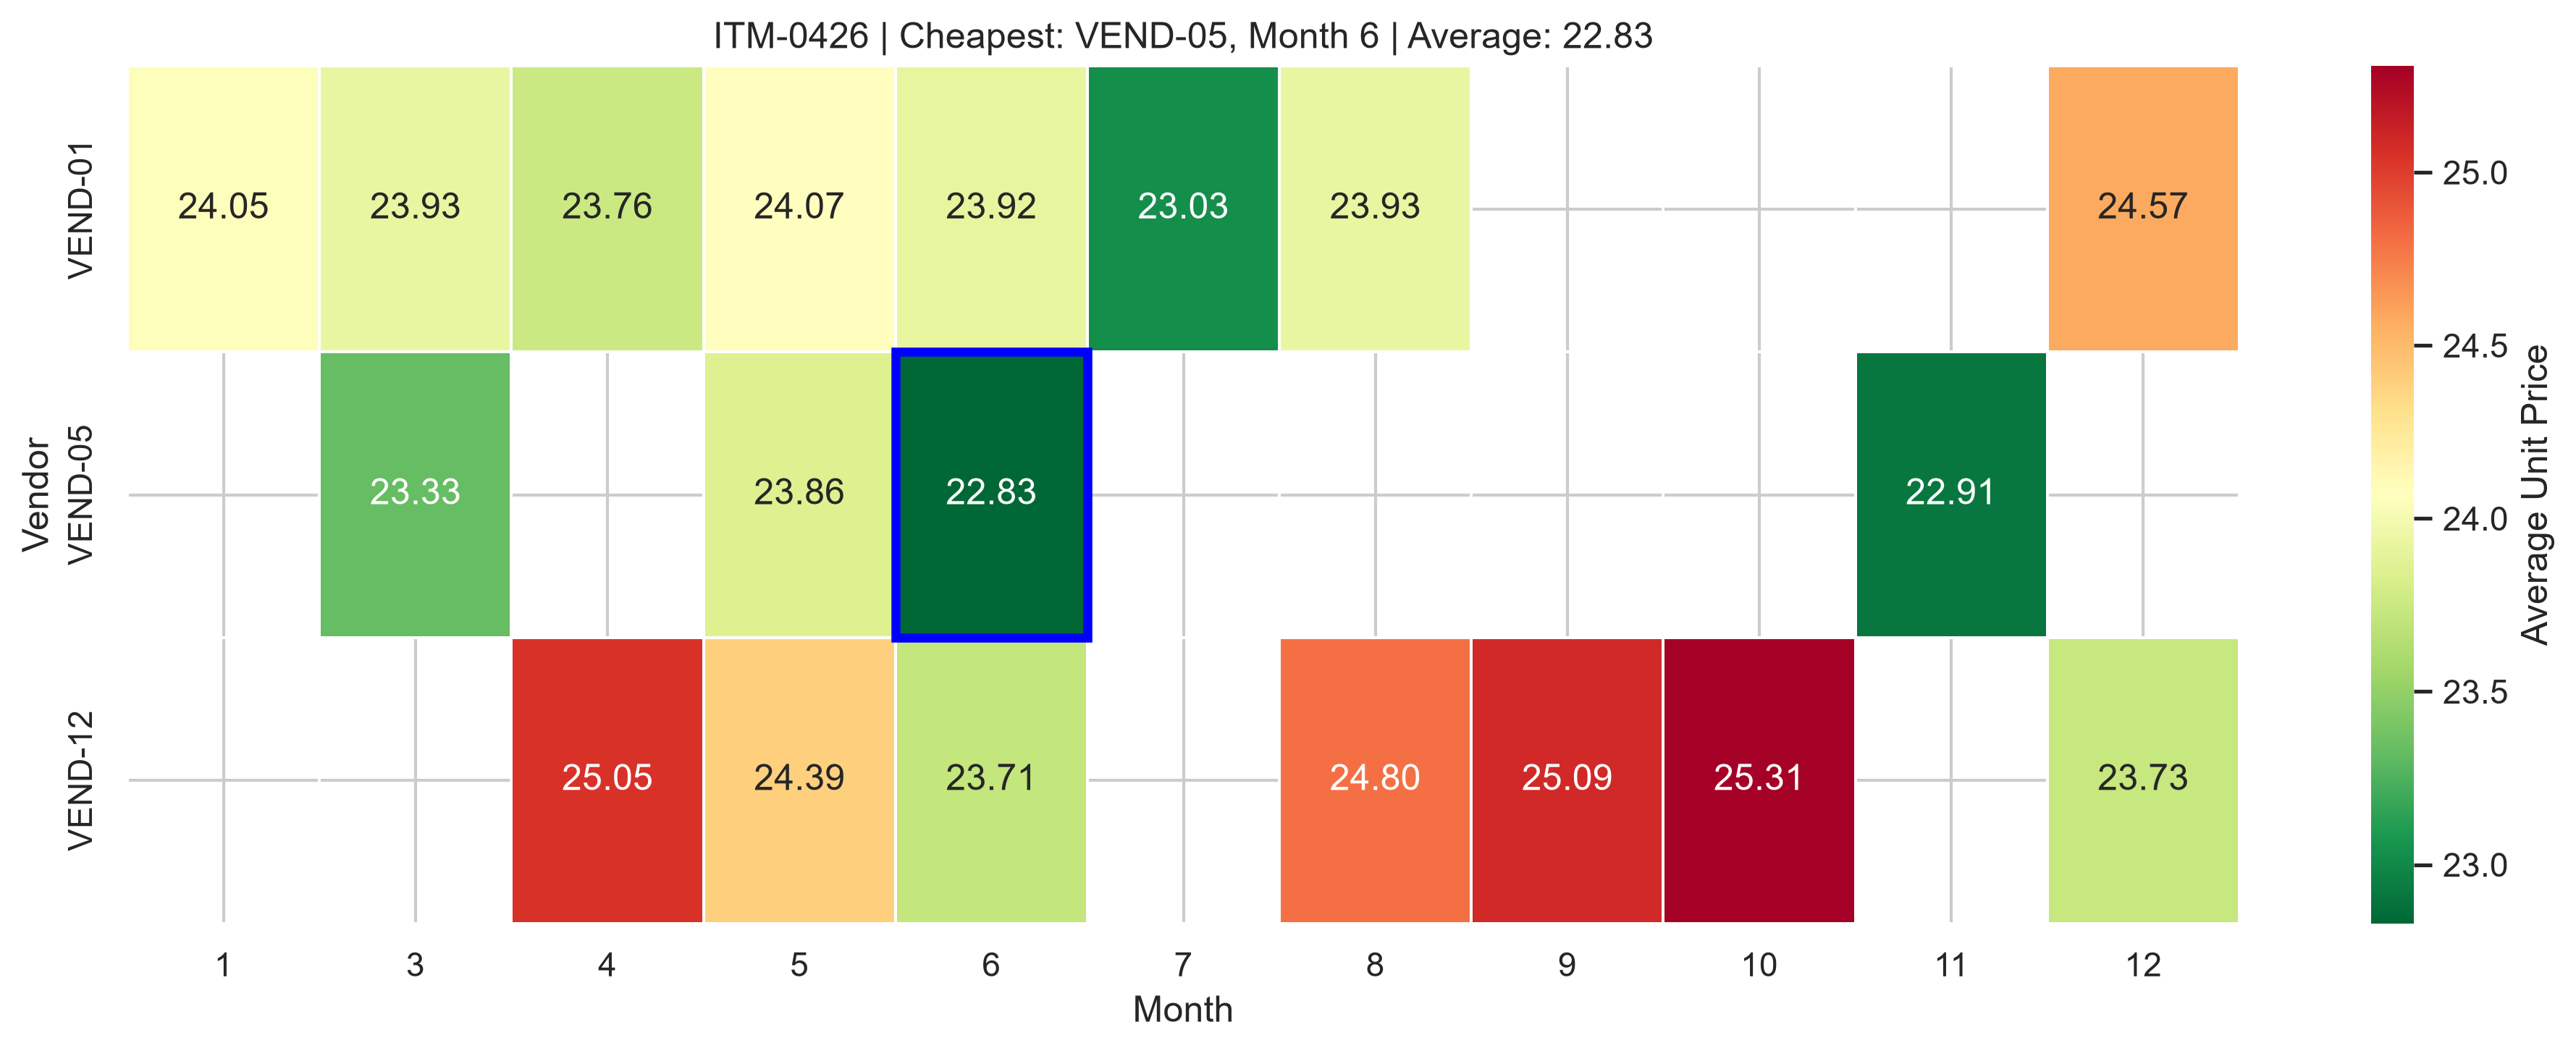 ITM-0426 | Cheapest: VEND-05, Month 6 | Average: 22.83
Vendor
VEND-01
24.05 23.93 23.76 24.07 23.92 23.03 23.93 24.57
VEND-05
23.33 23.86 22.83 22.91
VEND-12
25.05 24.39 23.71 24.80 25.09 25.31 23.73
1 3 4 5 6 7 8 9 10 11 12
Month
25.0
24.5
24.0
23.5
23.0
Average Unit Price